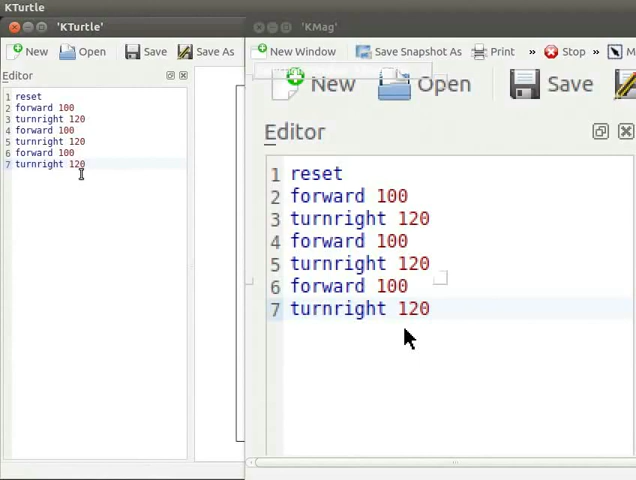 KTurtle
'KTurtle'
New Open Save Save As
Editor
1 reset
2 forward 100
3 turnright 120
4 forward 100
5 turnright 120
6 forward 100
7 turnright 120
'KMag'
New Window Save Snapshot As Print » Stop »
New Open Save
Editor
1 reset
2 forward 100
3 turnright 120
4 forward 100
5 turnright 120
6 forward 100
7 turnright 120